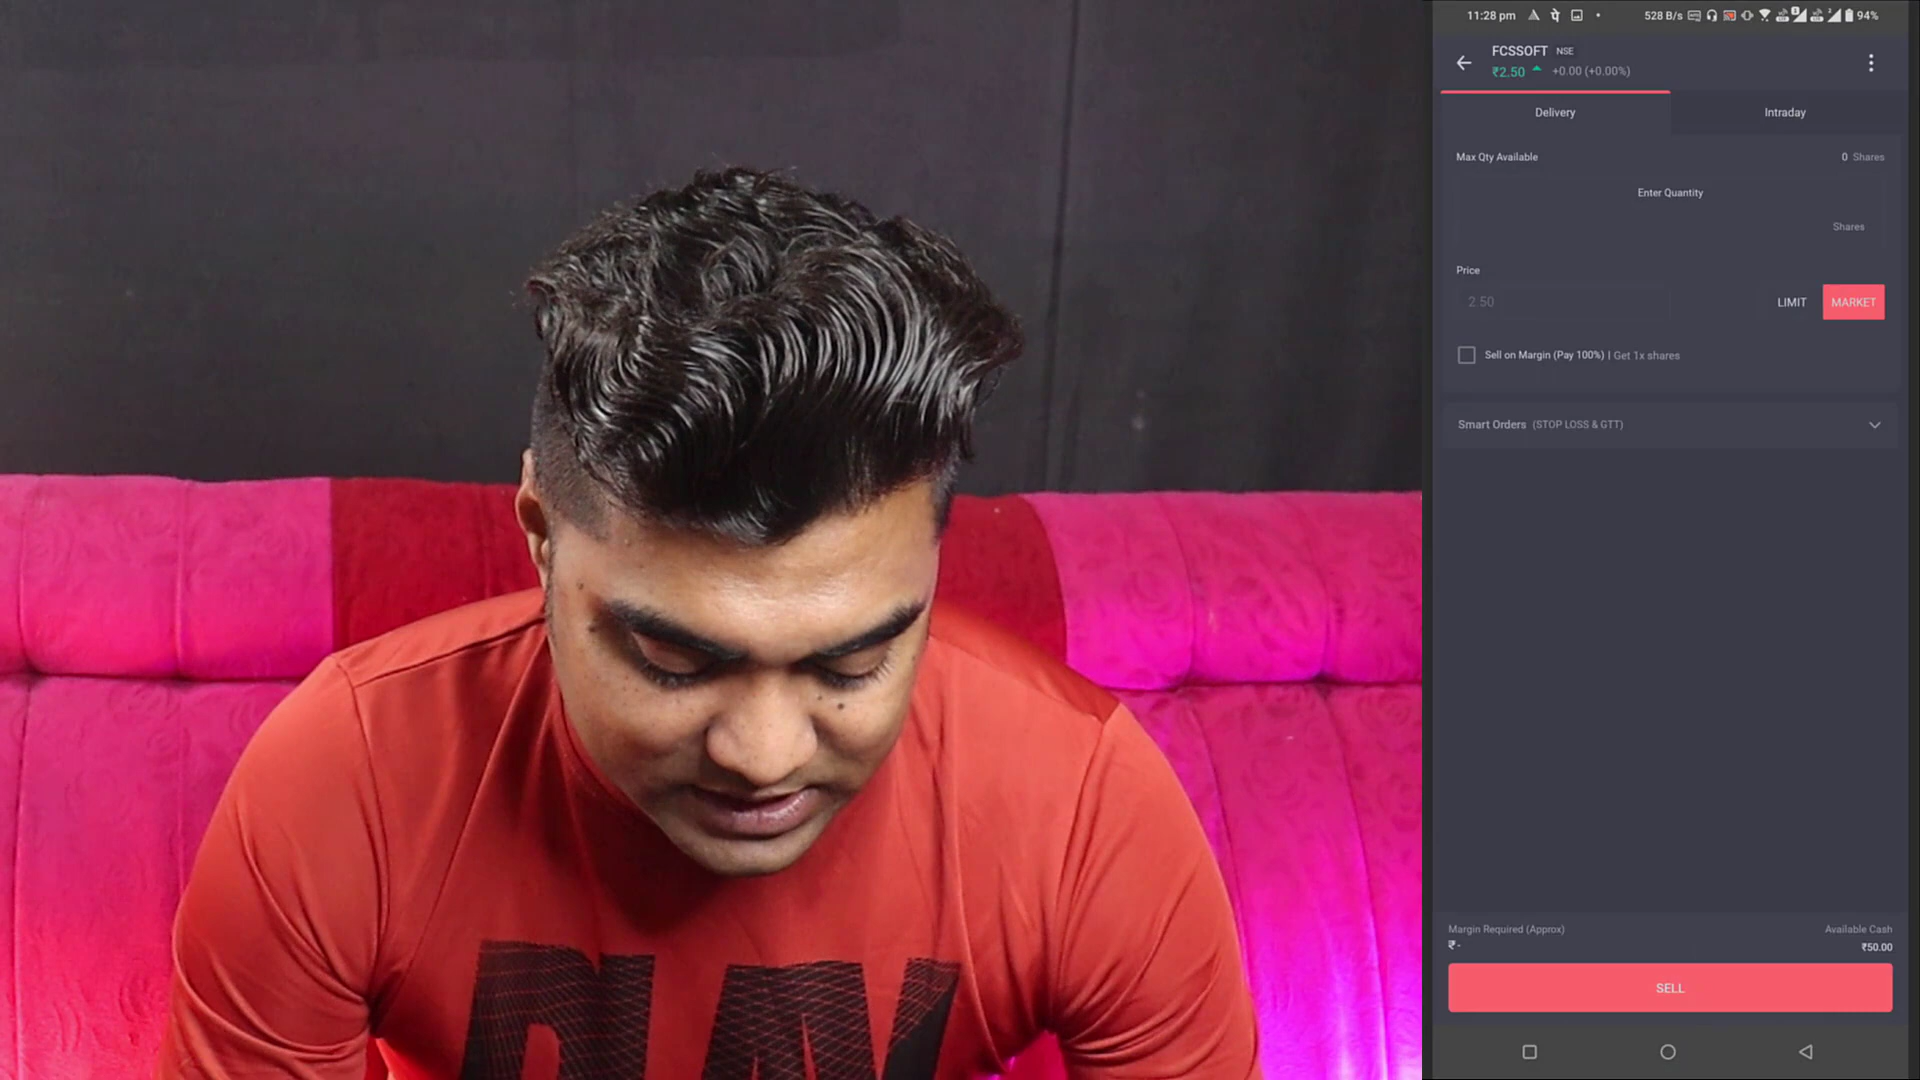 11:28 pm
528 B/s
94%
FCSSOFT NSE
₹2.50 +0.00 (+0.00%)
Delivery
Intraday
Max Qty Available
0 Shares
Enter Quantity
Shares
Price
2.50
LIMIT
MARKET
Sell on Margin (Pay 100%) | Get 1x shares
Smart Orders (STOP LOSS & GTT)
Margin Required (Approx)
Available Cash
₹-
₹50.00
SELL
PLAY